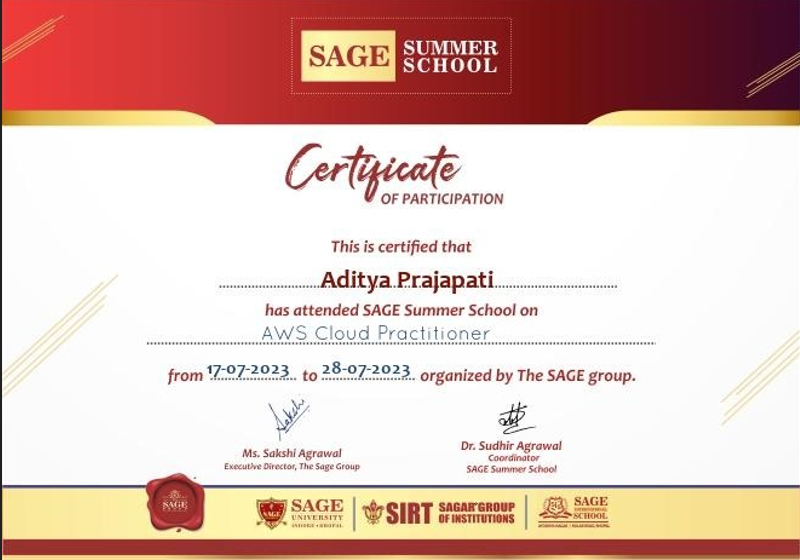 SAGE SUMMER SCHOOL
Certificate
OF PARTICIPATION
This is certified that
Aditya Prajapati
has attended SAGE Summer School on
AWS Cloud Practitioner
from 17-07-2023 to 28-07-2023 organized by The SAGE group.
Sakshi
Ms. Sakshi Agrawal
Executive Director, The Sage Group
Dr. Sudhir Agrawal
Coordinator
SAGE Summer School
SAGE
SAGE
SAGE
UNIVERSITY
INDORE • BHOPAL
SIRT
SAGAR GROUP
OF INSTITUTIONS
SAGE
INTERNATIONAL
SCHOOL